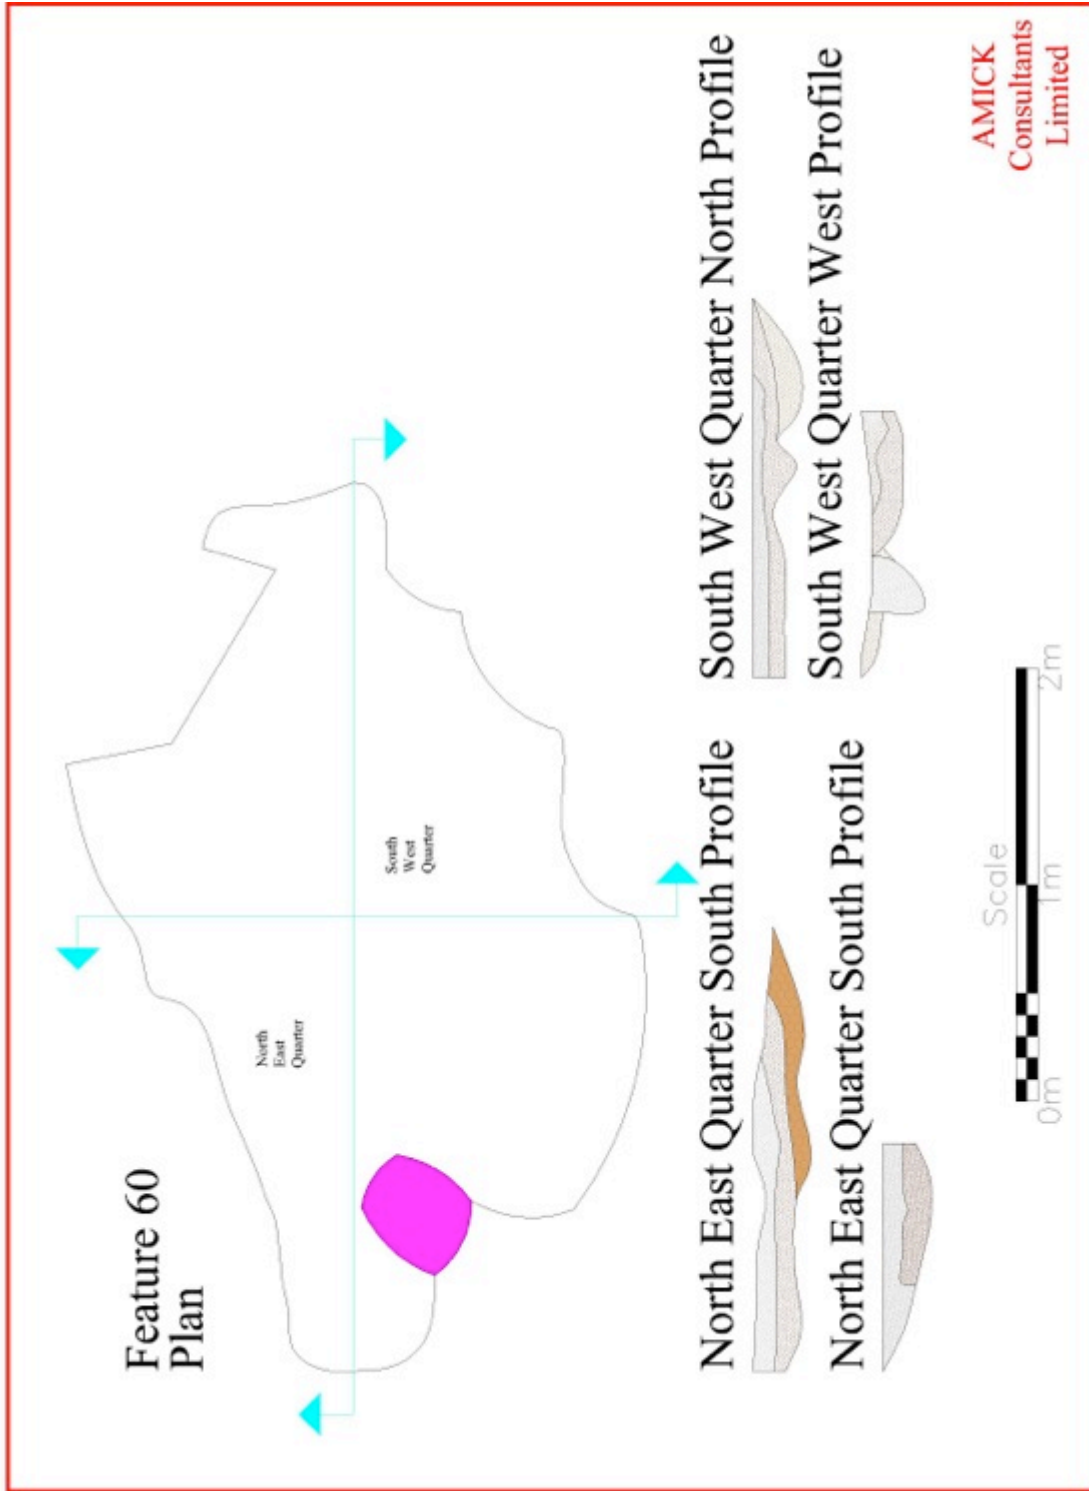 Feature 60
Plan
North
East
Quarter
South
West
Quarter
North East Quarter South Profile
South West Quarter North Profile
North East Quarter South Profile
South West Quarter West Profile
Scale
0m
1m
2m
AMICK
Consultants
Limited